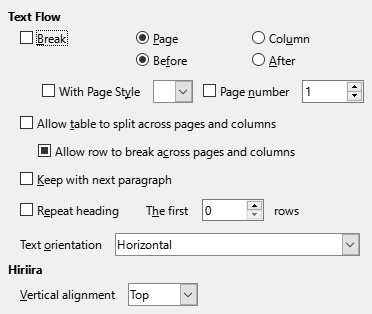 Text Flow
Break Page Column
Before After
With Page Style Page number 1
Allow table to split across pages and columns
Allow row to break across pages and columns
Keep with next paragraph
Repeat heading The first 0 rows
Text orientation Horizontal
Hiriira
Vertical alignment Top